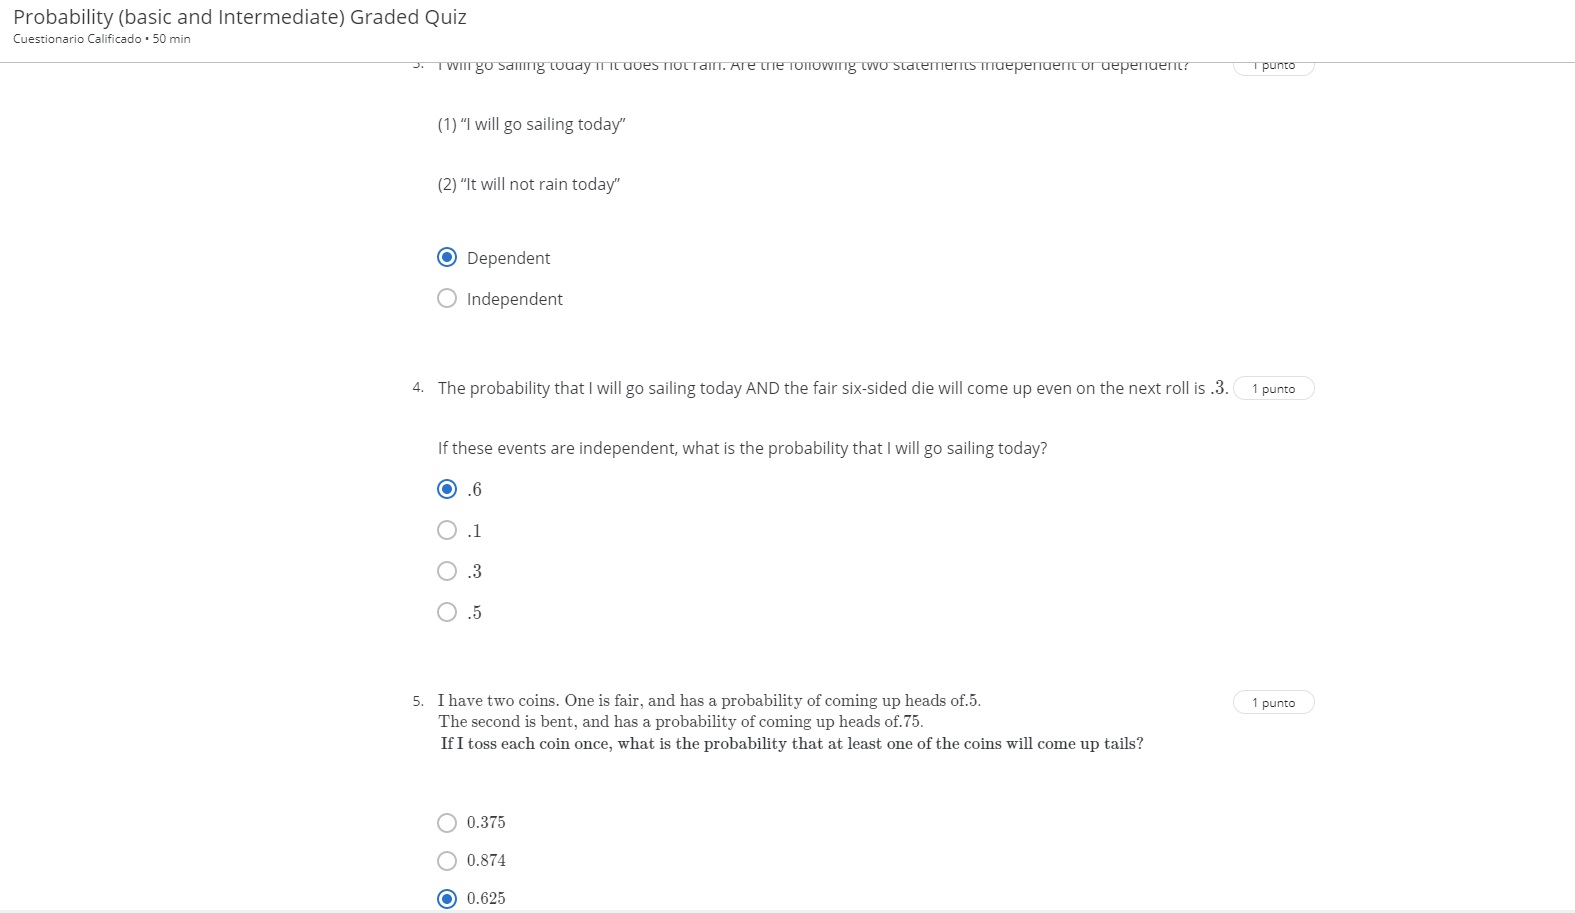 Probability (basic and Intermediate) Graded Quiz
Cuestionario Calificado • 50 min
3. I will go sailing today if it does not rain. Are the following two statements independent or dependent?
1 punto
(1) “I will go sailing today”
(2) “It will not rain today”
Dependent
Independent
4. The probability that I will go sailing today AND the fair six-sided die will come up even on the next roll is .3.
1 punto
If these events are independent, what is the probability that I will go sailing today?
.6
.1
.3
.5
5. I have two coins. One is fair, and has a probability of coming up heads of.5.
1 punto
The second is bent, and has a probability of coming up heads of.75.
If I toss each coin once, what is the probability that at least one of the coins will come up tails?
0.375
0.874
0.625